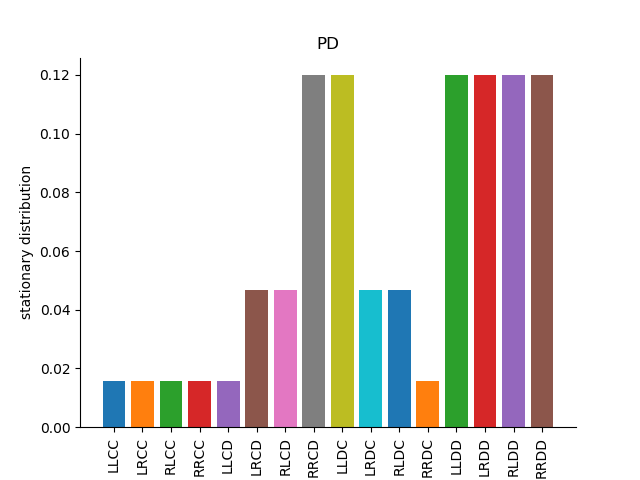 PD
stationary distribution
0.12
0.10
0.08
0.06
0.04
0.02
0.00
LLCC
LRCC
RLCC
RRCC
LLCD
LRCD
RLCD
RRCD
LLDC
LRDC
RLDC
RRDC
LLDD
LRDD
RLDD
RRDD